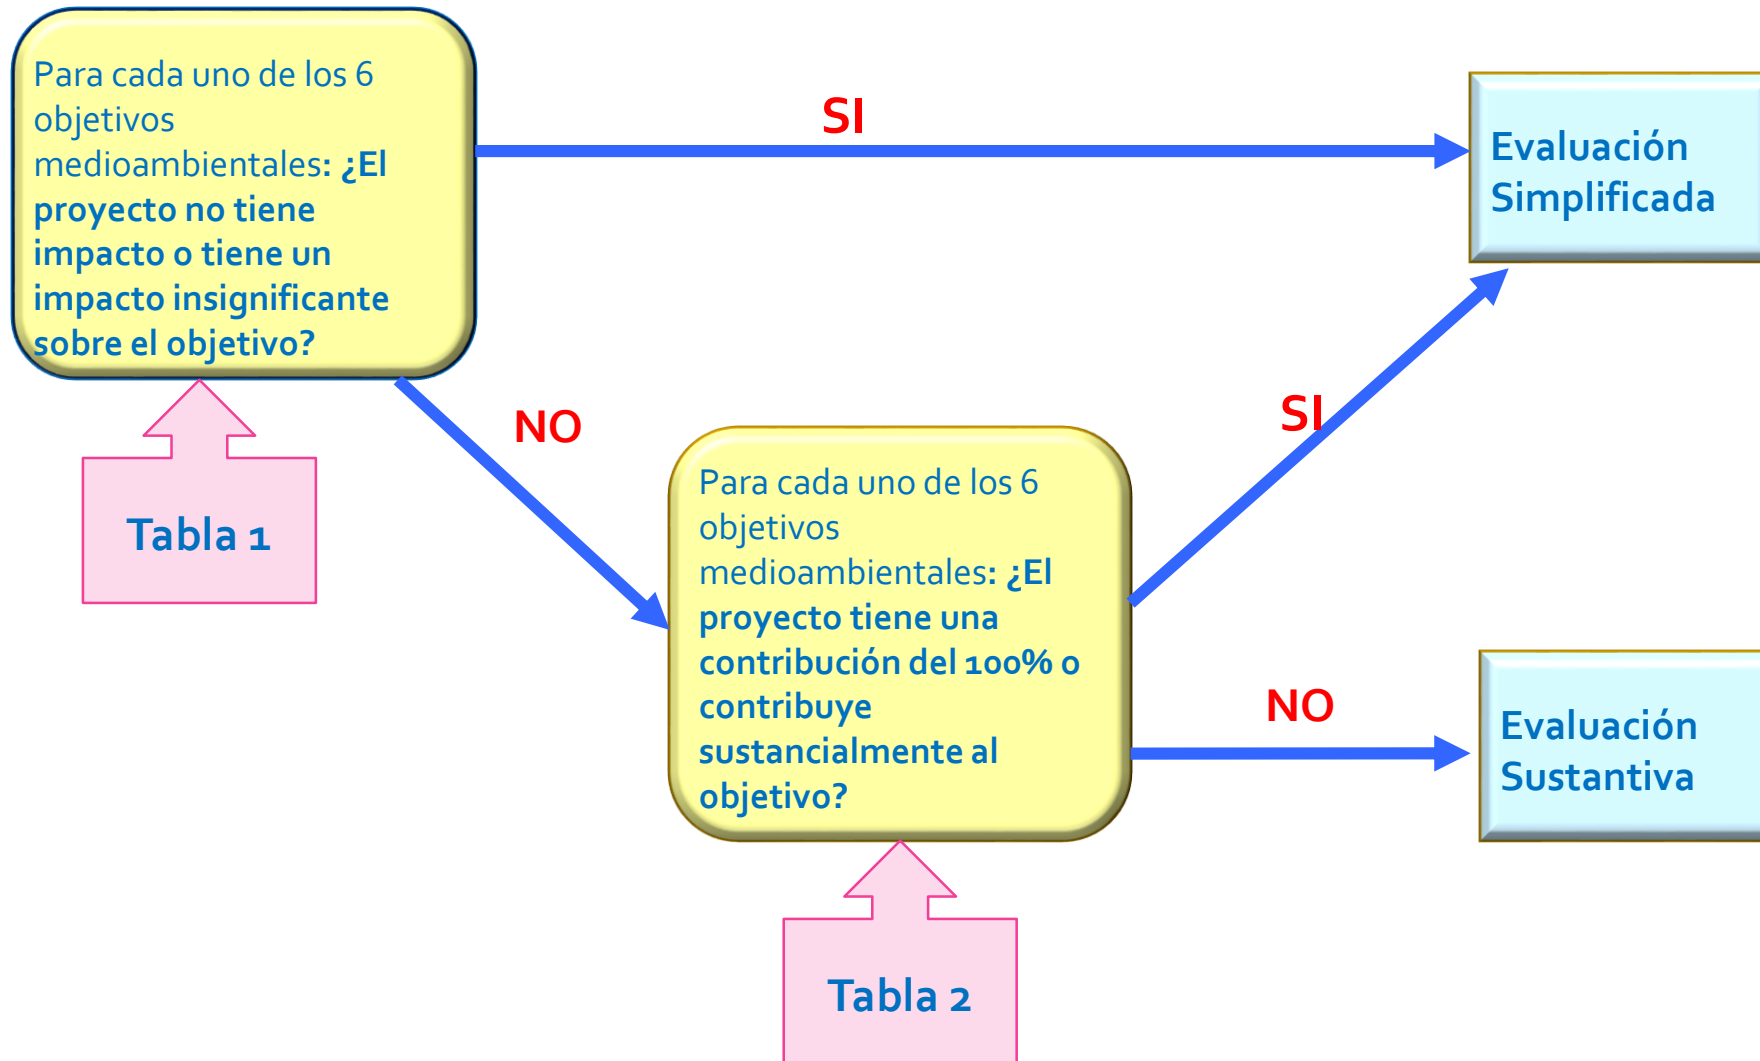 Para cada uno de los 6
objetivos
medioambientales: ¿El
proyecto no tiene
impacto o tiene un
impacto insignificante
sobre el objetivo?
SI
Evaluación
Simplificada
NO
Tabla 1
SI
Para cada uno de los 6
objetivos
medioambientales: ¿El
proyecto tiene una
contribución del 100% o
contribuye
sustancialmente al
objetivo?
NO
Evaluación
Sustantiva
Tabla 2